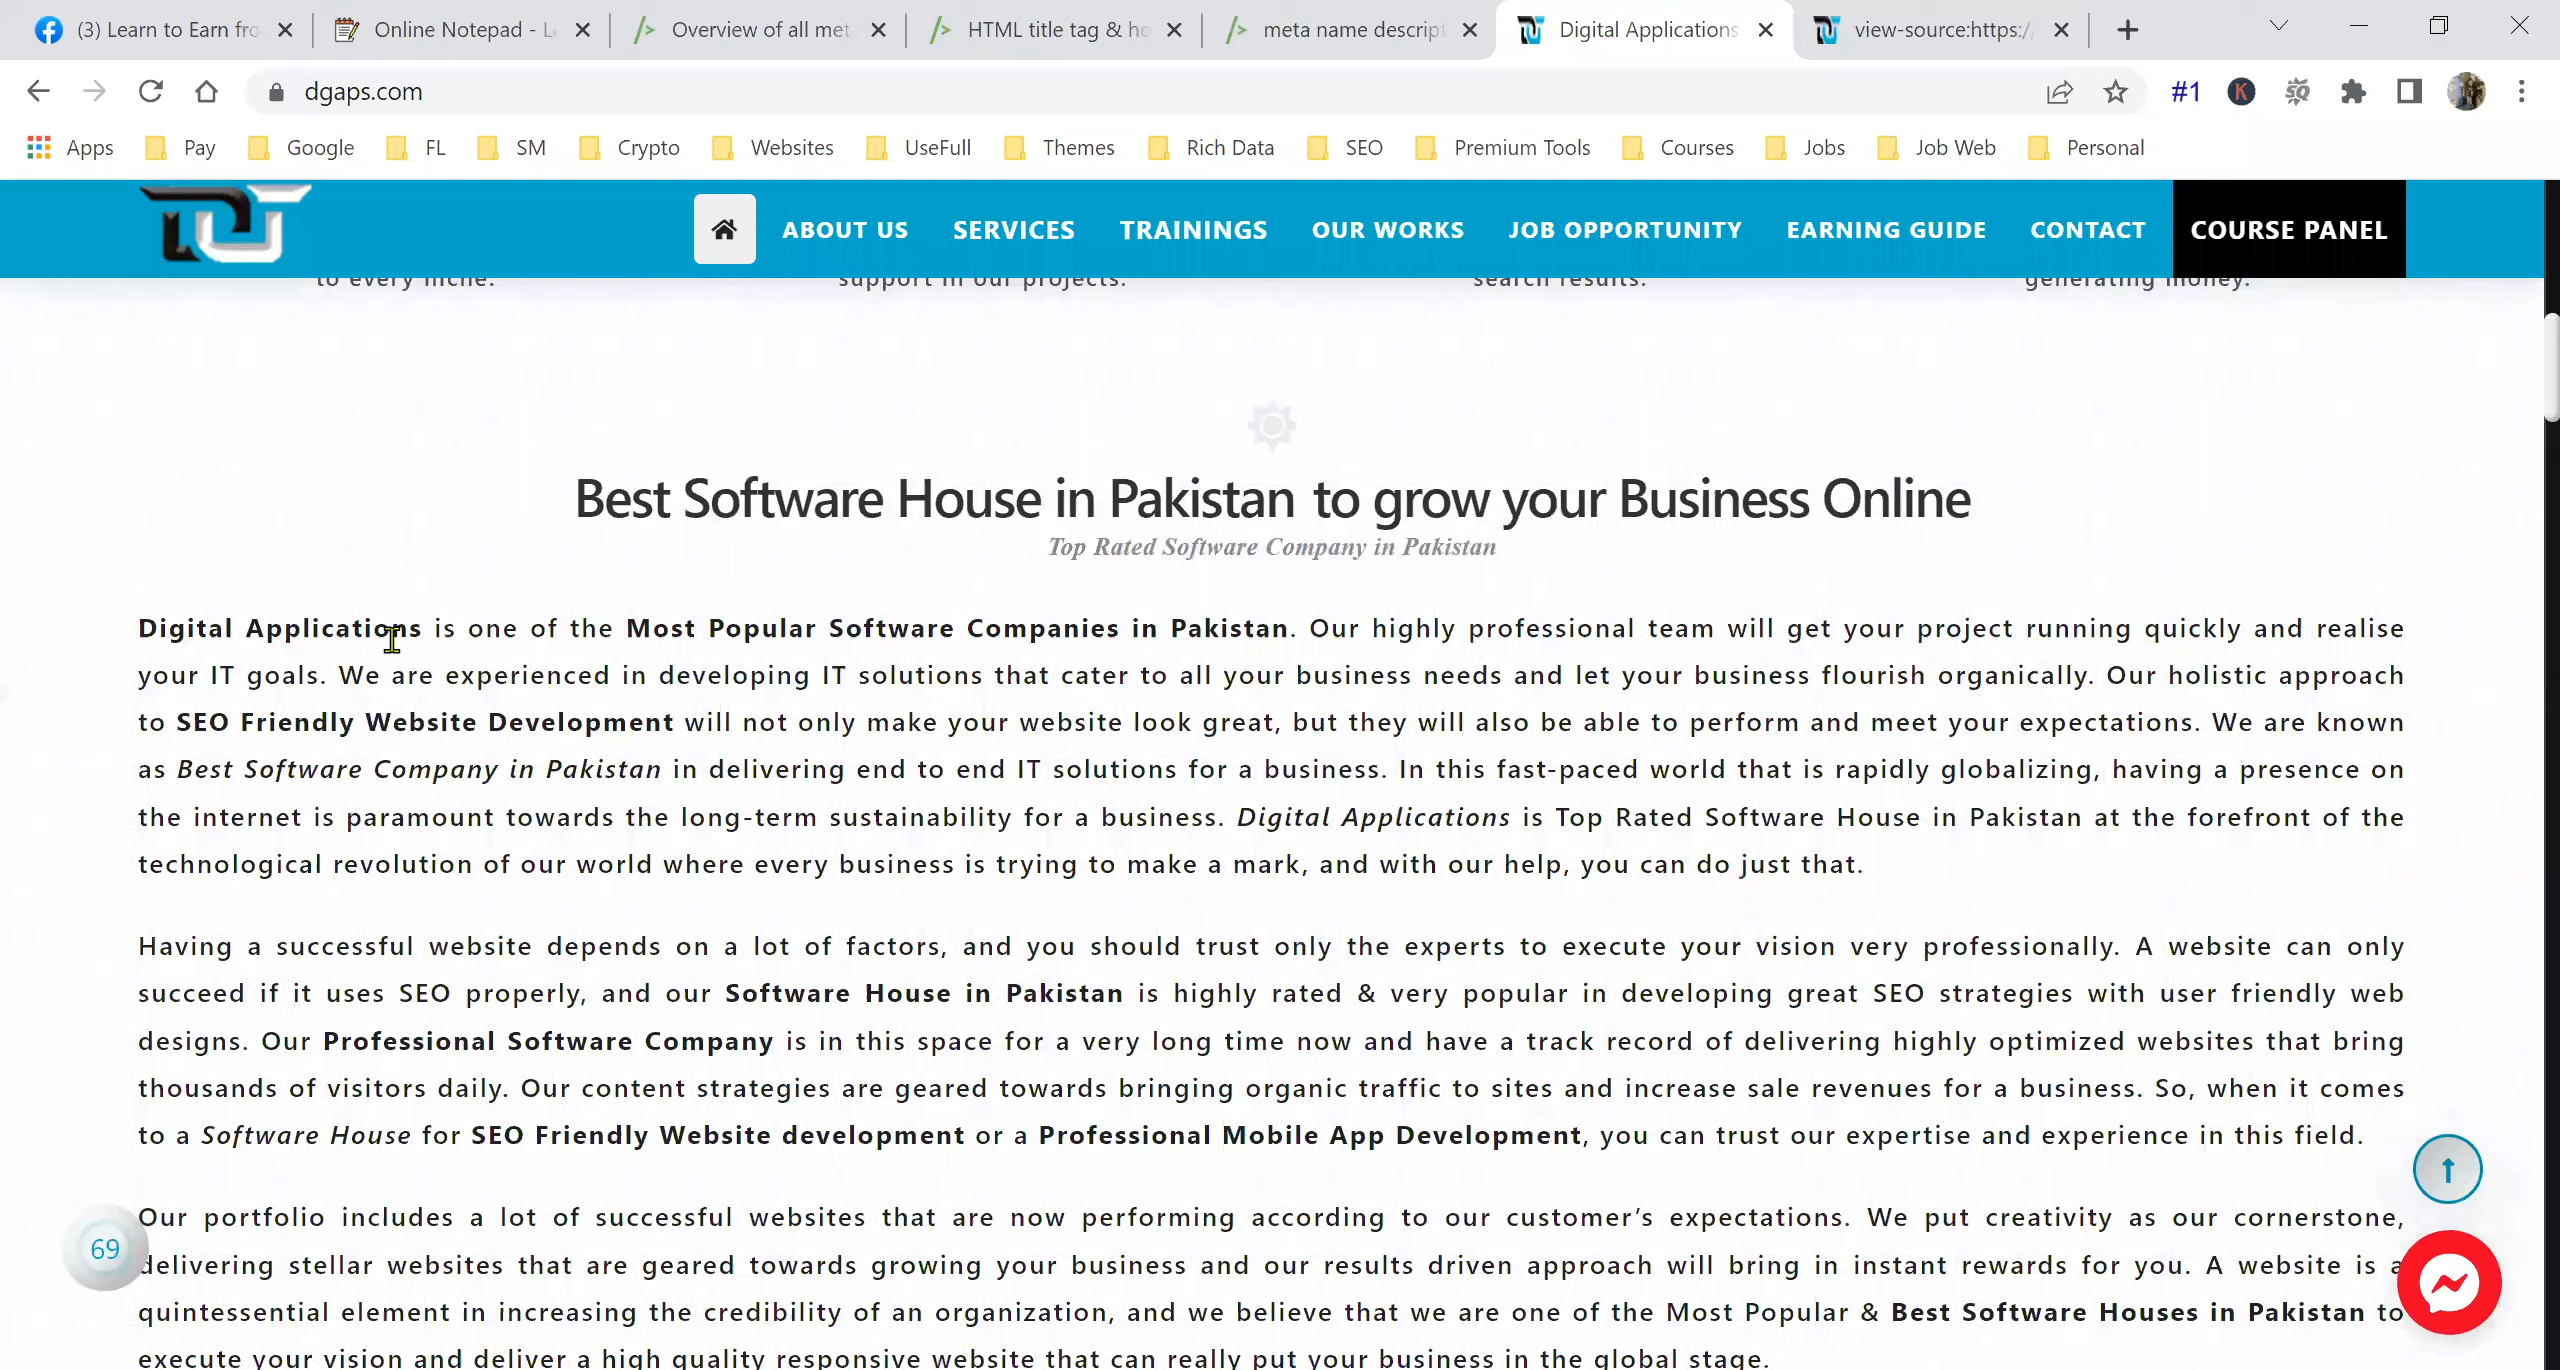 (3) Learn to Earn fro
Online Notepad - Le
Overview of all met
HTML title tag & ho
meta name descript
Digital Applications
view-source:https:/
dgaps.com
#1
K
SQ
Apps
Pay
Google
FL
SM
Crypto
Websites
UseFull
Themes
Rich Data
SEO
Premium Tools
Courses
Jobs
Job Web
Personal
ABOUT US
SERVICES
TRAININGS
OUR WORKS
JOB OPPORTUNITY
EARNING GUIDE
CONTACT
COURSE PANEL
to every niche.
support in our projects.
search results.
generating money.
Best Software House in Pakistan to grow your Business Online
Top Rated Software Company in Pakistan
Digital Applications is one of the Most Popular Software Companies in Pakistan. Our highly professional team will get your project running quickly and realise
your IT goals. We are experienced in developing IT solutions that cater to all your business needs and let your business flourish organically. Our holistic approach
to SEO Friendly Website Development will not only make your website look great, but they will also be able to perform and meet your expectations. We are known
as Best Software Company in Pakistan in delivering end to end IT solutions for a business. In this fast-paced world that is rapidly globalizing, having a presence on
the internet is paramount towards the long-term sustainability for a business. Digital Applications is Top Rated Software House in Pakistan at the forefront of the
technological revolution of our world where every business is trying to make a mark, and with our help, you can do just that.
Having a successful website depends on a lot of factors, and you should trust only the experts to execute your vision very professionally. A website can only
succeed if it uses SEO properly, and our Software House in Pakistan is highly rated & very popular in developing great SEO strategies with user friendly web
designs. Our Professional Software Company is in this space for a very long time now and have a track record of delivering highly optimized websites that bring
thousands of visitors daily. Our content strategies are geared towards bringing organic traffic to sites and increase sale revenues for a business. So, when it comes
to a Software House for SEO Friendly Website development or a Professional Mobile App Development, you can trust our expertise and experience in this field.
Our portfolio includes a lot of successful websites that are now performing according to our customer’s expectations. We put creativity as our cornerstone,
69
delivering stellar websites that are geared towards growing your business and our results driven approach will bring in instant rewards for you. A website is a
quintessential element in increasing the credibility of an organization, and we believe that we are one of the Most Popular & Best Software Houses in Pakistan to
execute your vision and deliver a high quality responsive website that can really put your business in the global stage.